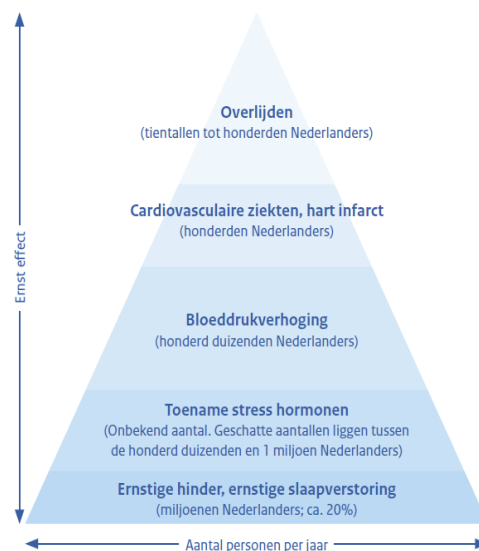 Overlijden
(tientallen tot honderden Nederlanders)
Cardiovasculaire ziekten, hart infarct
(honderden Nederlanders)
Ernst effect
Bloeddrukverhoging
(honderd duizenden Nederlanders)
Toename stress hormonen
(Onbekend aantal. Geschatte aantallen liggen tussen
de honderd duizenden en 1 miljoen Nederlanders)
Ernstige hinder, ernstige slaapverstoring
(miljoenen Nederlanders; ca. 20%)
Aantal personen per jaar